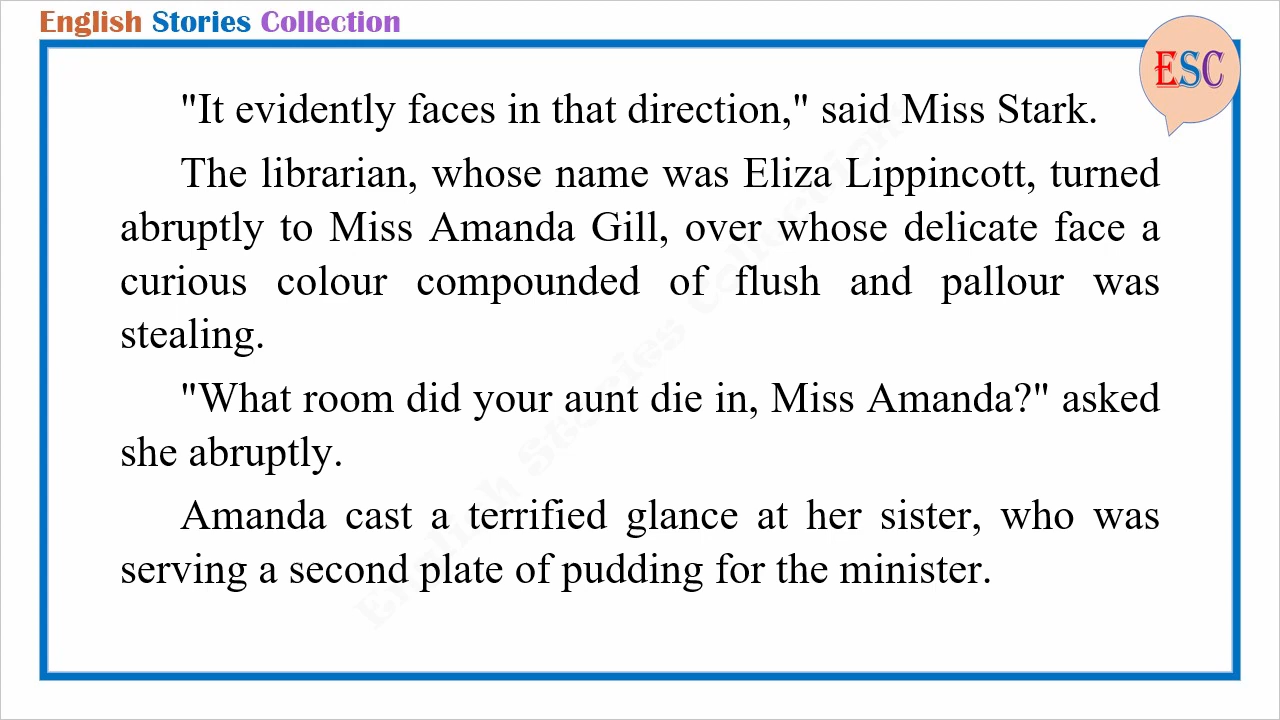 English Stories Collection
ESC
"It evidently faces in that direction," said Miss Stark.
The librarian, whose name was Eliza Lippincott, turned
abruptly to Miss Amanda Gill, over whose delicate face a
curious colour compounded of flush and pallour was
stealing.
"What room did your aunt die in, Miss Amanda?" asked
she abruptly.
Amanda cast a terrified glance at her sister, who was
serving a second plate of pudding for the minister.
English Stories Collection